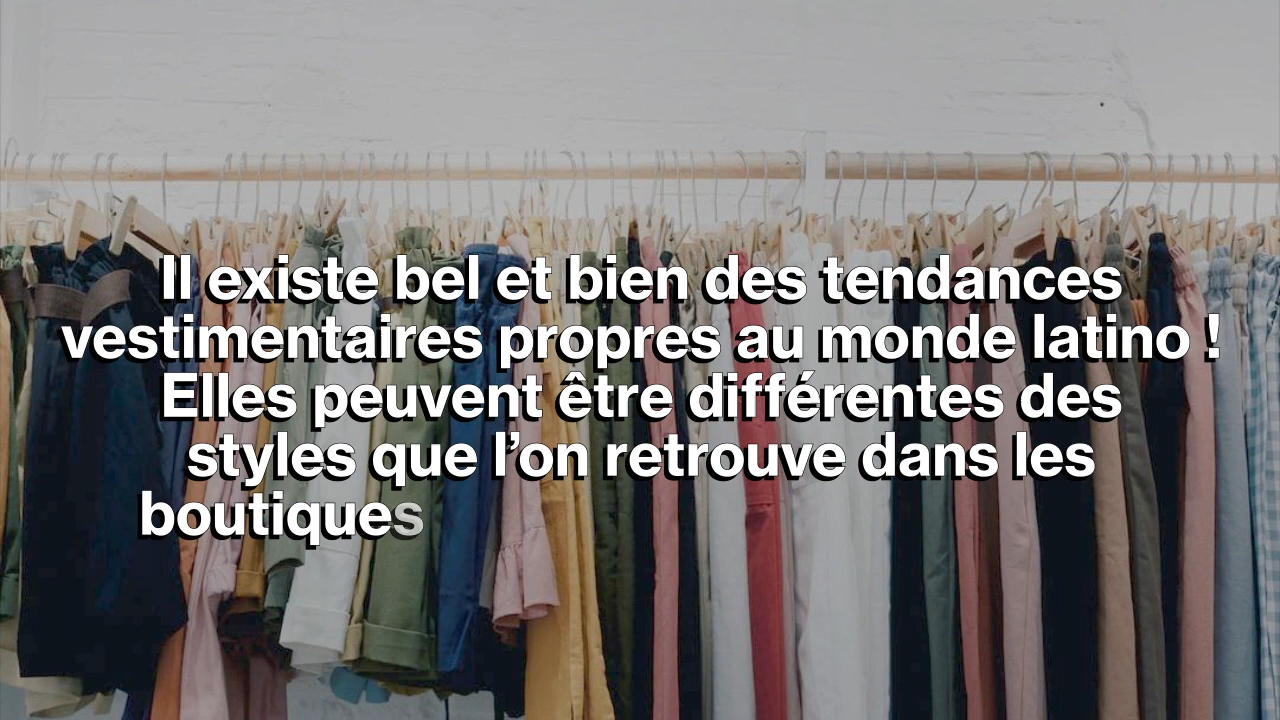 Il existe bel et bien des tendances
vestimentaires propres au monde latino !
Elles peuvent être différentes des
styles que l’on retrouve dans les
boutiques